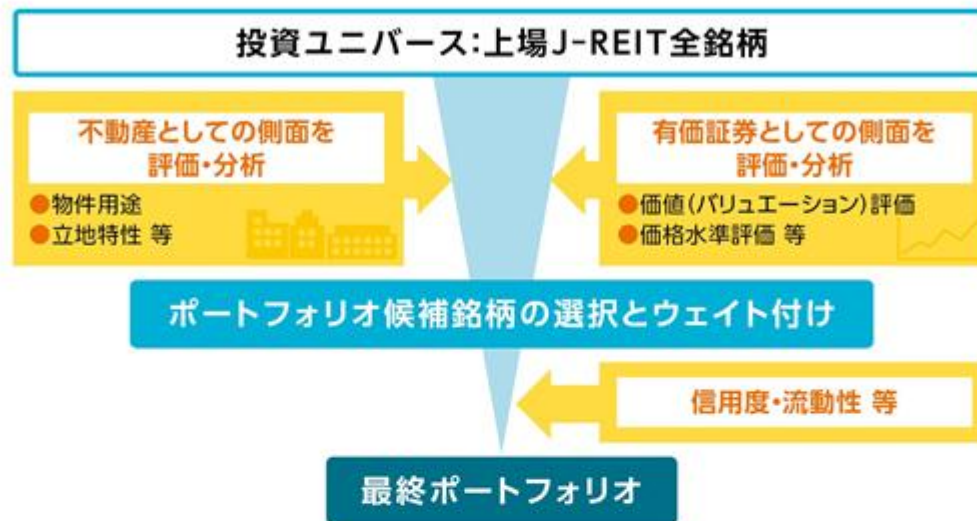 投資ユニバース:上場J-REIT全銘柄
不動産としての側面を
評価・分析
●物件用途
●立地特性 等
有価証券としての側面を
評価・分析
●価値(バリュエーション)評価
●価格水準評価 等
ポートフォリオ候補銘柄の選択とウェイト付け
信用度・流動性 等
最終ポートフォリオ